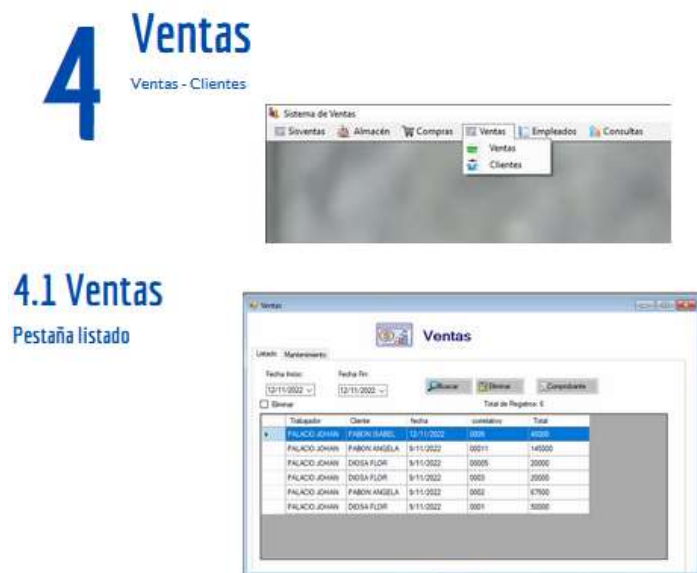 4
Ventas
Ventas - Clientes
Sistema de Ventas
Sisventas Almacén Compras Ventas Empleados Consultas
Ventas
Clientes
4.1 Ventas
Pestaña listado
Ventas
Ventas
Listado Mantenimiento
Fecha Inicio: Fecha Fin:
12/11/2022 12/11/2022 Buscar Eliminar Comprobante
Eliminar Total de Registros: 6
Trabajador Cliente fecha correlativo Total
PALACIO JOHAN PABON ISABEL 12/11/2022
PALACIO JOHAN PABON ANGELA 9/11/2022 00011 145000
PALACIO JOHAN DIOSA FLOR 9/11/2022 00005 20000
PALACIO JOHAN DIOSA FLOR 9/11/2022 0003 20000
PALACIO JOHAN PABON ANGELA 9/11/2022 0002 67500
PALACIO JOHAN DIOSA FLOR 9/11/2022 0001 50000